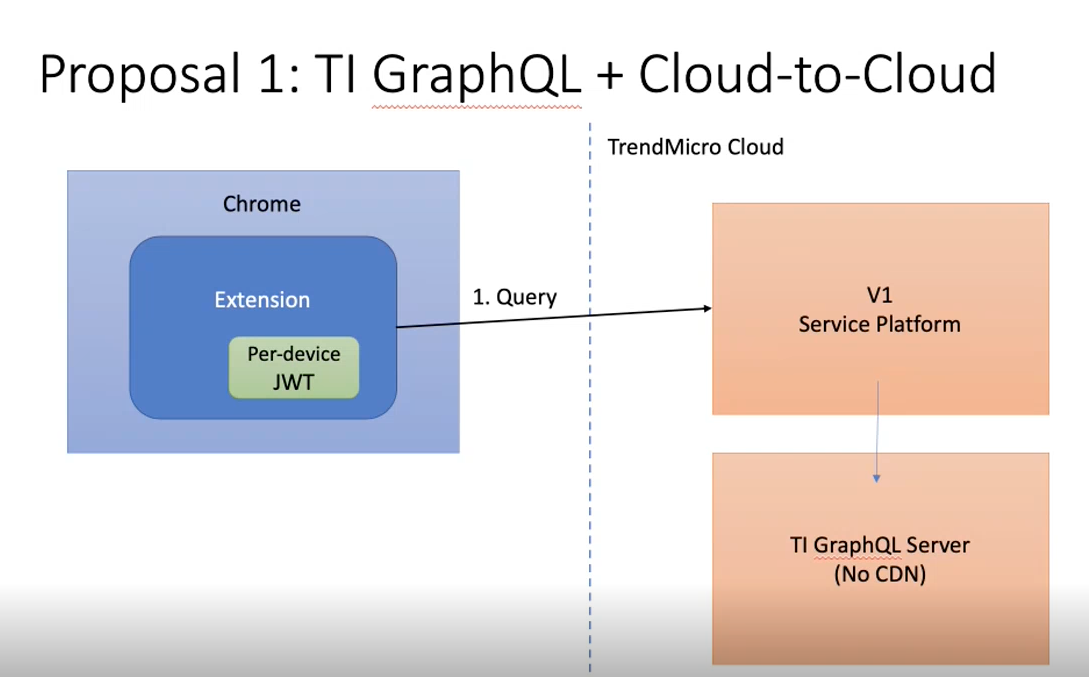 Proposal 1: TI GraphQL + Cloud-to-Cloud
TrendMicro Cloud
Chrome
Extension
Per-device
JWT
1. Query
V1
Service Platform
TI GraphQL Server
(No CDN)